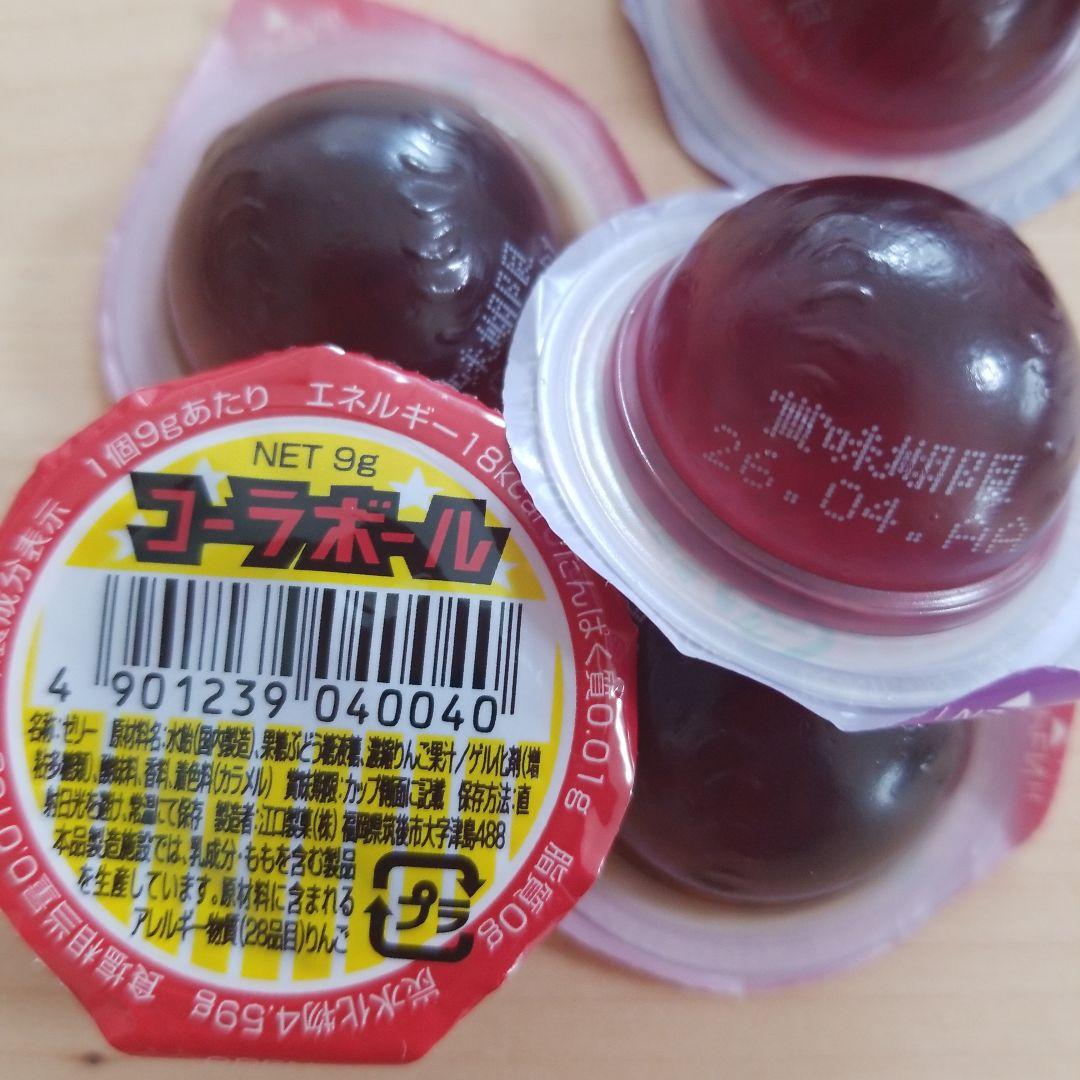 1個9gあたり エネルギー18kcal たんぱく質0.01g 脂質0g 炭水化物4.59g 食塩相当量0.01
成分表示
NET 9g
コーラボール
4 901239 040040
名称:ゼリー 原材料名:水飴(国内製造)、果糖ぶどう糖液糖、濃縮りんご果汁/ゲル化剤(増
粘多糖類)、酸味料、香料、着色料(カラメル) 賞味期限:カップ側面に記載 保存方法:直
射日光を避け、常温にて保存 製造者:江口製菓(株) 福岡県筑後市大字津島488
本品製造施設では、乳成分・ももを含む製品
を生産しています。原材料に含まれる
アレルギー物質(28品目)りんご
プラ
味期限
賞味期限
26.04.AA